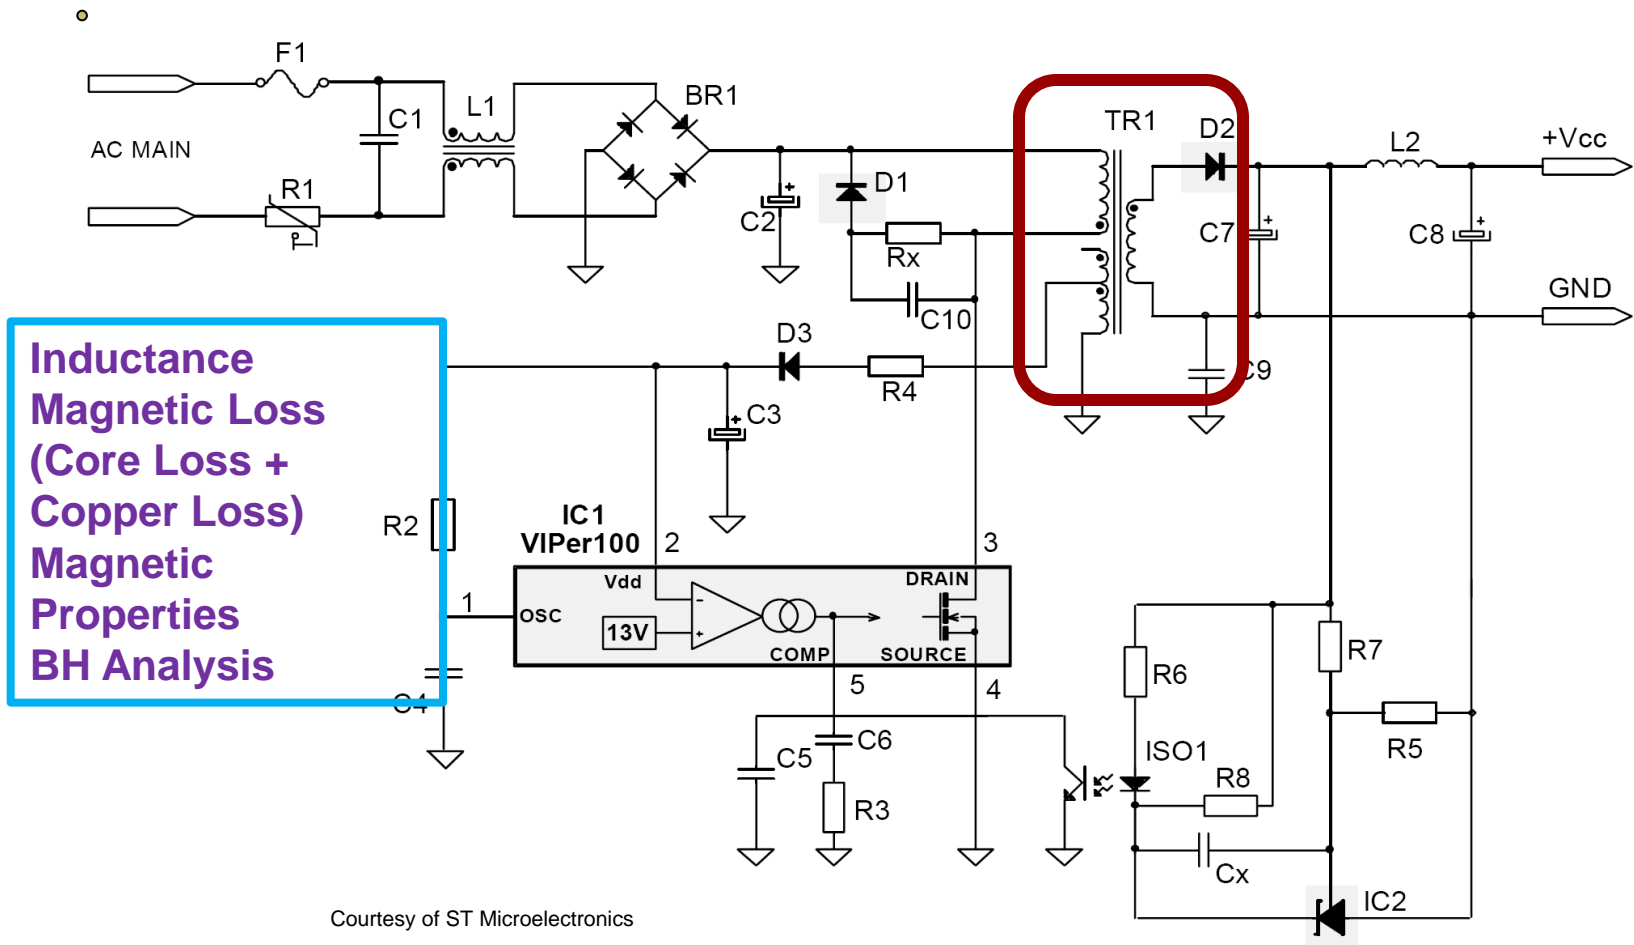 F1
BR1
L1
C1
TR1
D2
L2
+Vcc
AC MAIN
R1
T
D1
C2
+
Rx
C7
+
C8
+
GND
C10
D3
R4
C9
C3
+
Inductance
Magnetic Loss
(Core Loss +
Copper Loss)
Magnetic
Properties
BH Analysis
R2
C4
IC1
VIPer100
2
3
1
Vdd
DRAIN
OSC
13V
-
+
COMP
SOURCE
5
4
R7
R6
R5
C6
C5
R3
ISO1
R8
Cx
IC2
Courtesy of ST Microelectronics